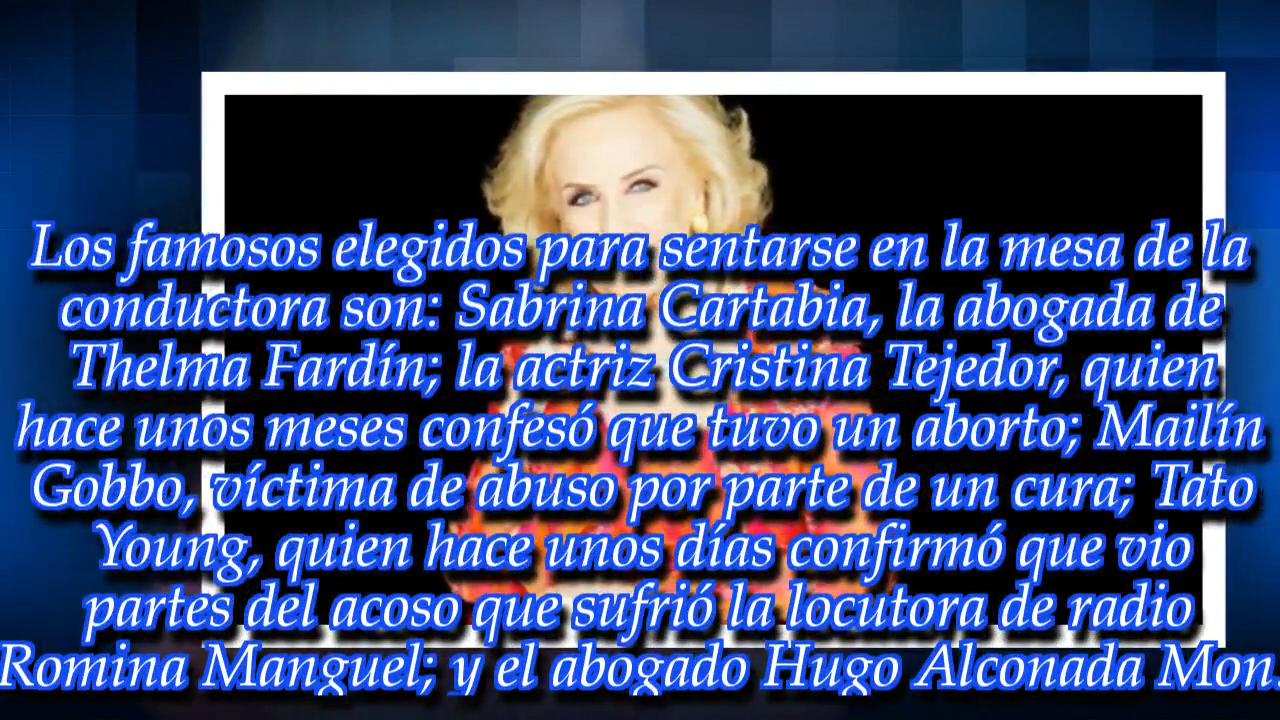 Los famosos elegidos para sentarse en la mesa de la
conductora son: Sabrina Cartabia, la abogada de
Thelma Fardín; la actriz Cristina Tejedor, quien
hace unos meses confesó que tuvo un aborto; Mailín
Gobbo, víctima de abuso por parte de un cura; Tato
Young, quien hace unos días confirmó que vio
partes del acoso que sufrió la locutora de radio
Romina Manguel; y el abogado Hugo Alconada Mon.